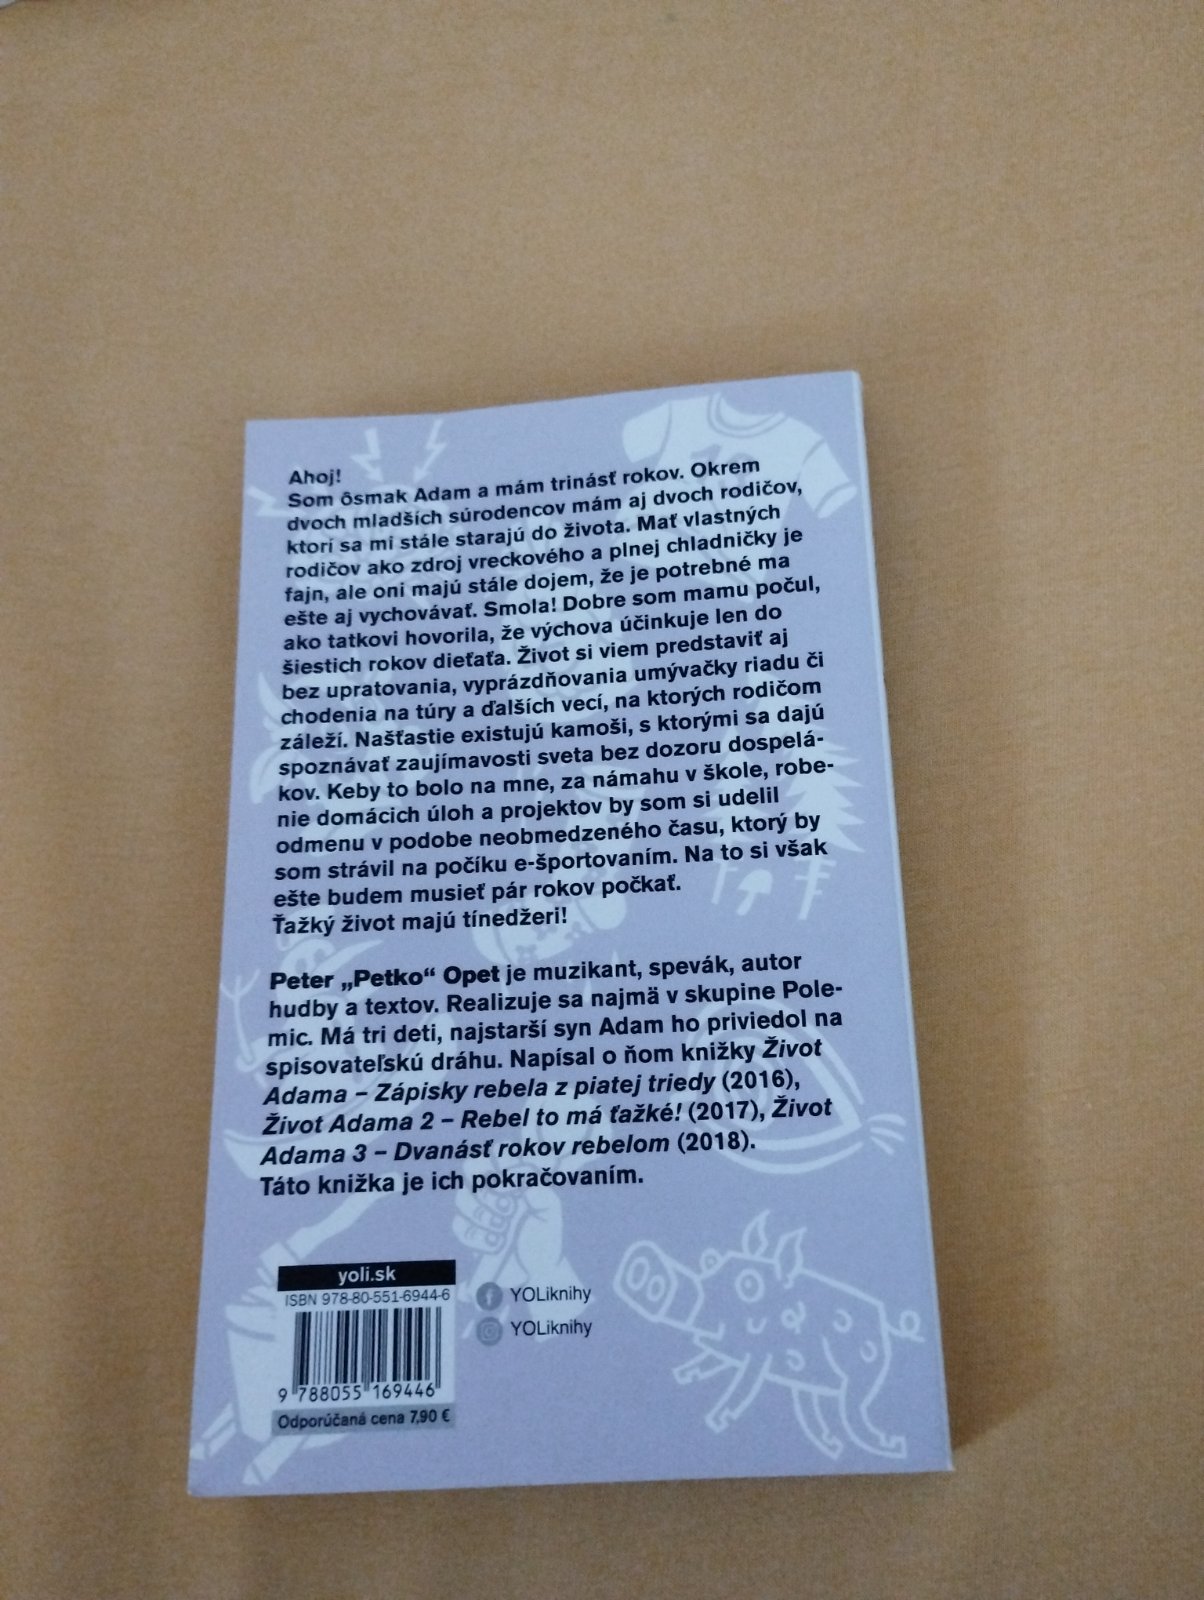 Ahoj!
Som ôsmak Adam a mám trinásť rokov. Okrem
dvoch mladších súrodencov mám aj dvoch rodičov,
ktorí sa mi stále starajú do života. Mať vlastných
rodičov ako zdroj vreckového a plnej chladničky je
fajn, ale oni majú stále dojem, že je potrebné ma
ešte aj vychovávať. Smola! Dobre som mamu počul,
ako tatkovi hovorila, že výchova účinkuje len do
šiestich rokov dieťaťa. Život si viem predstaviť aj
bez upratovania, vyprázdňovania umývačky riadu či
chodenia na túry a ďalších vecí, na ktorých rodičom
záleží. Našťastie existujú kamoši, s ktorými sa dajú
spoznávať zaujímavosti sveta bez dozoru dospelá-
kov. Keby to bolo na mne, za námahu v škole, robe-
nie domácich úloh a projektov by som si udelil
odmenu v podobe neobmedzeného času, ktorý by
som strávil na počíku e-športovaním. Na to si však
ešte budem musieť pár rokov počkať.
Ťažký život majú tínedžeri!
Peter „Petko“ Opet je muzikant, spevák, autor
hudby a textov. Realizuje sa najmä v skupine Pole-
mic. Má tri deti, najstarší syn Adam ho priviedol na
spisovateľskú dráhu. Napísal o ňom knižky Život
Adama – Zápisky rebela z piatej triedy (2016),
Život Adama 2 – Rebel to má ťažké! (2017), Život
Adama 3 – Dvanásť rokov rebelom (2018).
Táto knižka je ich pokračovaním.
yoli.sk
ISBN 978-80-551-6944-6
9 788055 169446
Odporúčaná cena 7,90 €
YOLiknihy
YOLiknihy